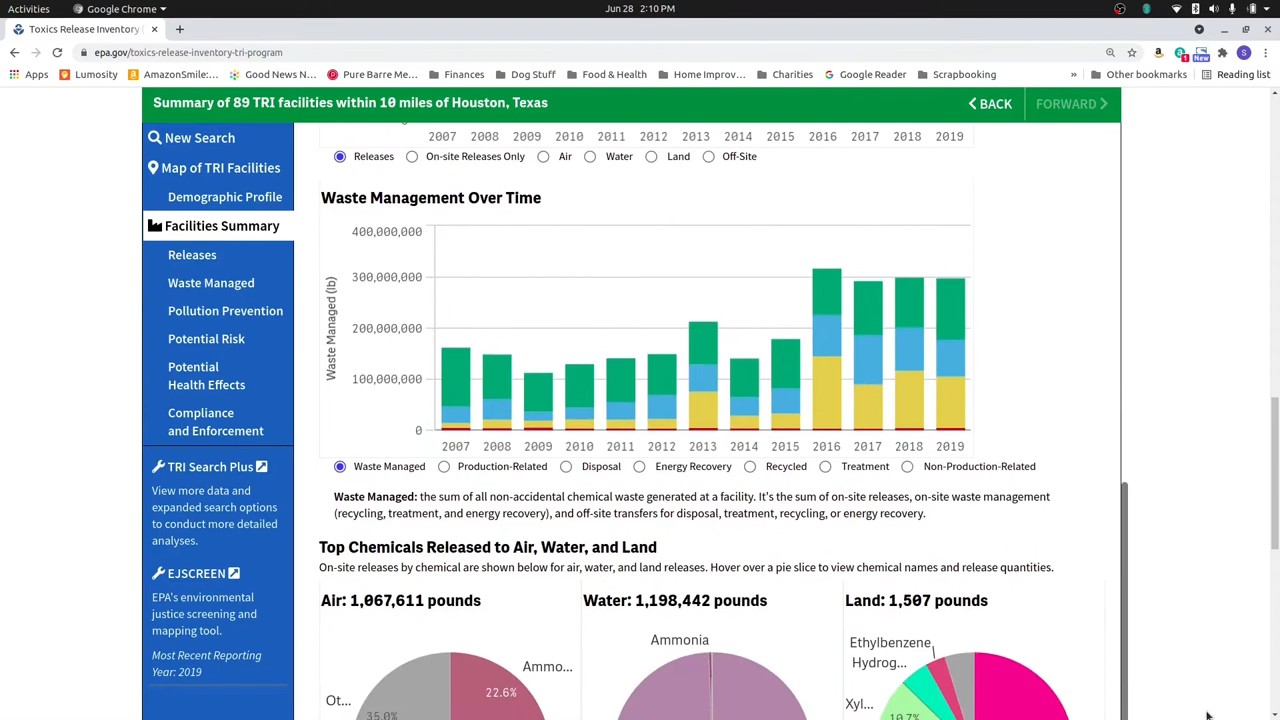 Activities Google Chrome Jun 28 2:10 PM
Toxics Release Inventory (
epa.gov/toxics-release-inventory-tri-program
S
1
New
Apps Lumosity AmazonSmile:... Good News N... Pure Barre Me... Finances Dog Stuff Food & Health Home Improv... Charities Google Reader Scrapbooking » Other bookmarks Reading list
Summary of 89 TRI facilities within 10 miles of Houston, Texas BACK FORWARD
New Search
Map of TRI Facilities
Demographic Profile
Facilities Summary
Releases
Waste Managed
Pollution Prevention
Potential Risk
Potential
Health Effects
Compliance
and Enforcement
TRI Search Plus
View more data and
expanded search options
to conduct more detailed
analyses.
EJSCREEN
EPA's environmental
justice screening and
mapping tool.
Most Recent Reporting
Year: 2019
2007 2008 2009 2010 2011 2012 2013 2014 2015 2016 2017 2018 2019
Releases On-site Releases Only Air Water Land Off-Site
Waste Management Over Time
Waste Managed (lb)
400,000,000
300,000,000
200,000,000
100,000,000
0
2007 2008 2009 2010 2011 2012 2013 2014 2015 2016 2017 2018 2019
Waste Managed Production-Related Disposal Energy Recovery Recycled Treatment Non-Production-Related
Waste Managed: the sum of all non-accidental chemical waste generated at a facility. It's the sum of on-site releases, on-site waste management
(recycling, treatment, and energy recovery), and off-site transfers for disposal, treatment, recycling, or energy recovery.
Top Chemicals Released to Air, Water, and Land
On-site releases by chemical are shown below for air, water, and land releases. Hover over a pie slice to view chemical names and release quantities.
Air: 1,067,611 pounds Water: 1,198,442 pounds Land: 1,507 pounds
Ammo...
22.6%
Ot...
35.0%
Ammonia
Ethylbenzene
Hydrog...
Xyl...
10.7%